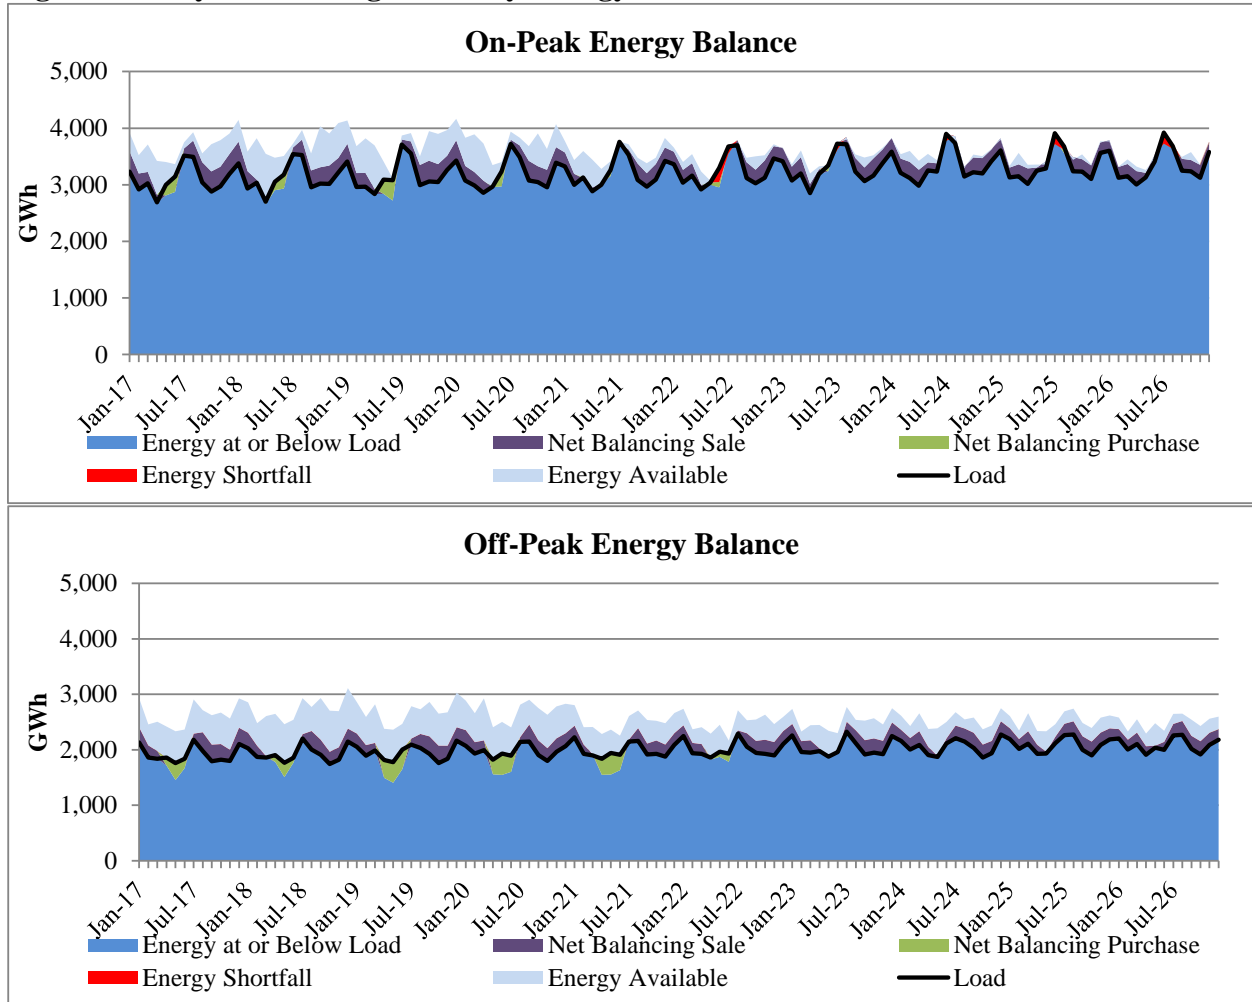 On-Peak Energy Balance
5,000
4,000
3,000
2,000
1,000
0
GWh
Jan-17
Jul-17
Jan-18
Jul-18
Jan-19
Jul-19
Jan-20
Jul-20
Jan-21
Jul-21
Jan-22
Jul-22
Jan-23
Jul-23
Jan-24
Jul-24
Jan-25
Jul-25
Jan-26
Jul-26
Energy at or Below Load Net Balancing Sale Net Balancing Purchase
Energy Shortfall Energy Available Load
Off-Peak Energy Balance
5,000
4,000
3,000
2,000
1,000
0
GWh
Jan-17
Jul-17
Jan-18
Jul-18
Jan-19
Jul-19
Jan-20
Jul-20
Jan-21
Jul-21
Jan-22
Jul-22
Jan-23
Jul-23
Jan-24
Jul-24
Jan-25
Jul-25
Jan-26
Jul-26
Energy at or Below Load Net Balancing Sale Net Balancing Purchase
Energy Shortfall Energy Available Load